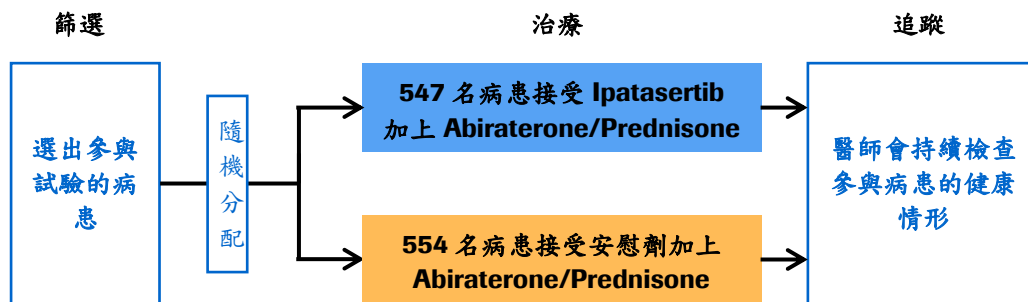 篩選
治療
追蹤
選出參與
試驗的病
患
隨
機
分
配
547 名病患接受 Ipatasertib
加上 Abiraterone/Prednisone
554 名病患接受安慰劑加上
Abiraterone/Prednisone
醫師會持續檢查
參與病患的健康
情形